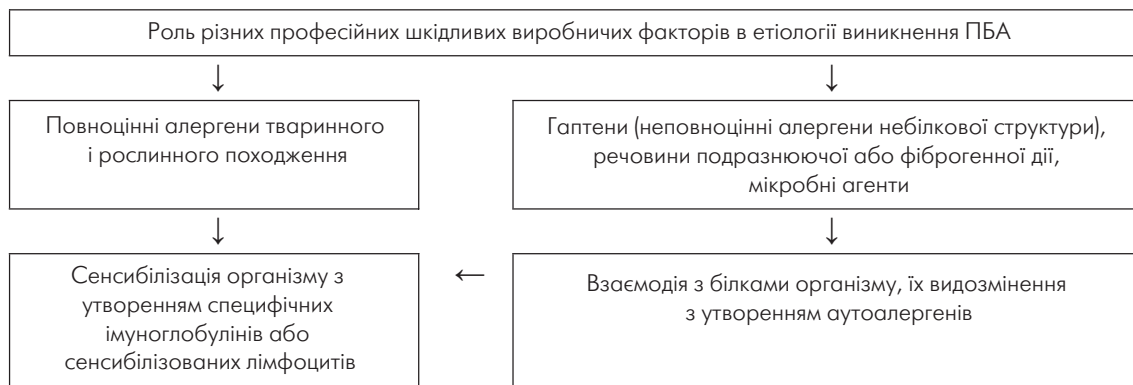 Роль різних професійних шкідливих виробничих факторів в етіології виникнення ПБА
↓
↓
Повноцінні алергени тваринного
і рослинного походження
Гаптени (неповноцінні алергени небілкової структури),
речовини подразнюючої або фіброгенної дії,
мікробні агенти
↓
↓
Сенсибілізація організму з
утворенням специфічних
імуноглобулінів або
сенсибілізованих лімфоцитів
←
Взаємодія з білками організму, їх видозмінення
з утворенням аутоалергенів